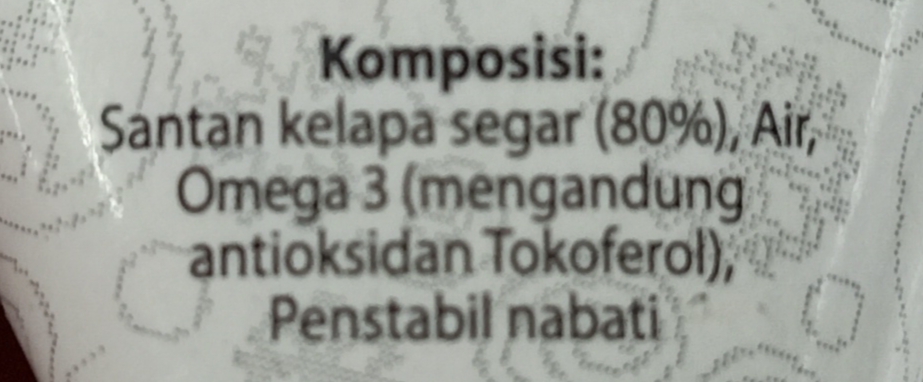 Komposisi:
Santan kelapa segar (80%), Air,
Omega 3 (mengandung
antioksidan Tokoferol),
Penstabil nabati